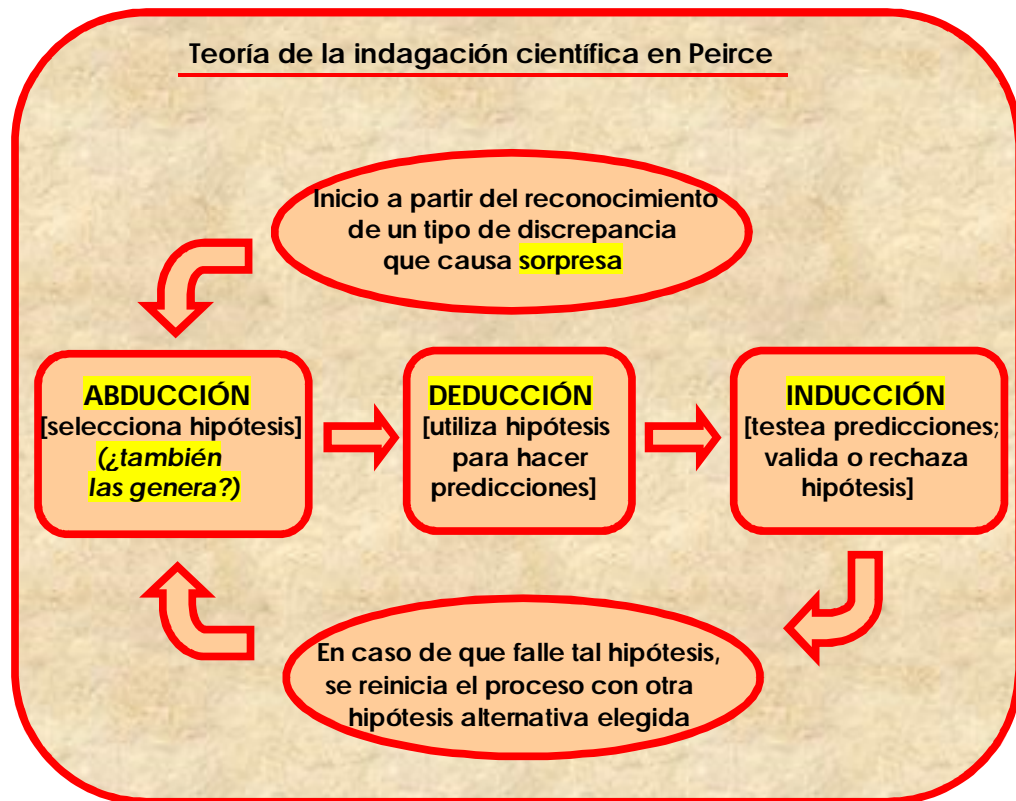 Teoría de la indagación científica en Peirce
Inicio a partir del reconocimiento
de un tipo de discrepancia
que causa sorpresa
ABDUCCIÓN
[selecciona hipótesis]
(¿también
las genera?)
DEDUCCIÓN
[utiliza hipótesis
para hacer
predicciones]
INDUCCIÓN
[testea predicciones;
valida o rechaza
hipótesis]
En caso de que falle tal hipótesis,
se reinicia el proceso con otra
hipótesis alternativa elegida